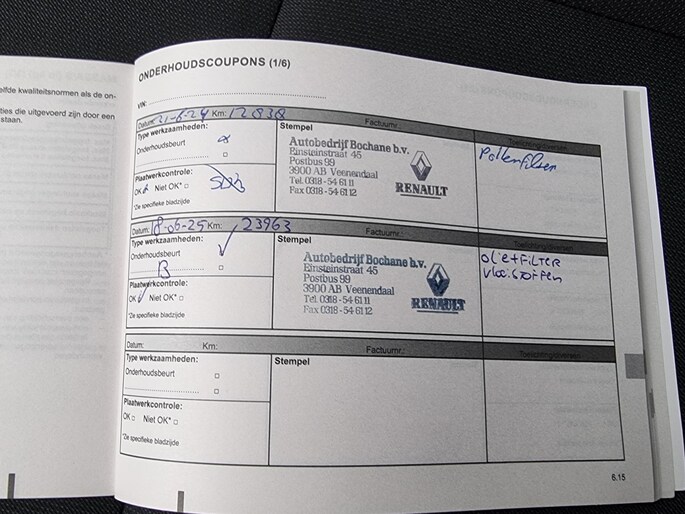 elfde kwaliteitsnormen als de on-
ties die uitgevoerd zijn door een
staan.
ONDERHOUDSCOUPONS (1/6)
VIN:
Datum: 21-6-24 Km: 12838 Factuurnr.:
Type werkzaamheden:
Onderhoudsbeurt
Plaatwerkcontrole:
OK Niet OK*
*Zie specifieke bladzijde
Stempel
Autobedrijf Bochane b.v.
Einsteinstraat 45
Postbus 99
3900 AB Veenendaal
Tel. 0318 - 54 61 11
Fax 0318 - 54 61 12
RENAULT
Pollenfilter
Datum: 18-06-25 Km: 23963 Factuurnr.:
Type werkzaamheden:
Onderhoudsbeurt
B
Plaatwerkcontrole:
OK Niet OK*
*Zie specifieke bladzijde
Stempel
Autobedrijf Bochane b.v.
Einsteinstraat 45
Postbus 99
3900 AB Veenendaal
Tel. 0318 - 54 61 11
Fax 0318 - 54 61 12
RENAULT
olie+FILTER
vloeistoffen
Datum: Km: Factuurnr.:
Type werkzaamheden:
Onderhoudsbeurt
Plaatwerkcontrole:
OK Niet OK*
*Zie specifieke bladzijde
Stempel
6.15